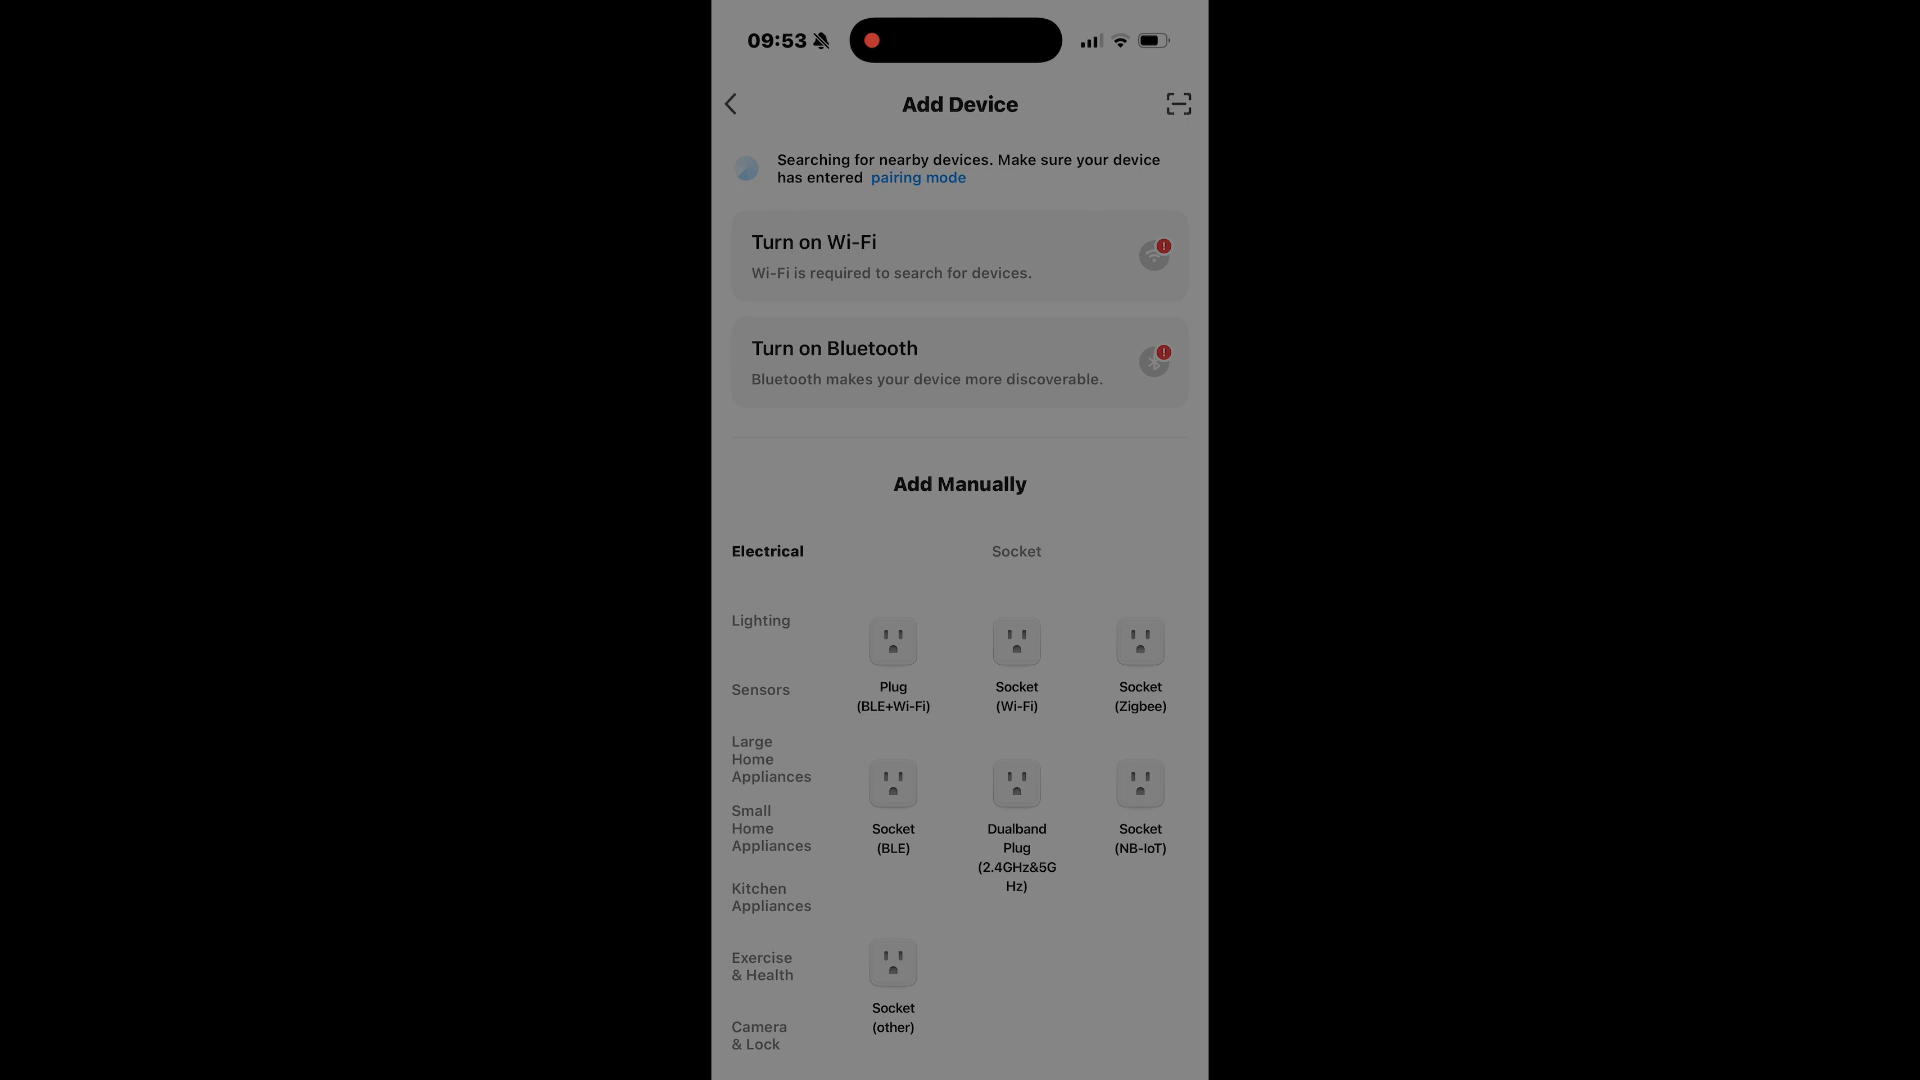 09:53
Add Device
Searching for nearby devices. Make sure your device
has entered pairing mode
Turn on Wi-Fi
Wi-Fi is required to search for devices.
Turn on Bluetooth
Bluetooth makes your device more discoverable.
Add Manually
Electrical
Lighting
Sensors
Large
Home
Appliances
Small
Home
Appliances
Kitchen
Appliances
Exercise
& Health
Camera
& Lock
Socket
Plug
(BLE+Wi-Fi)
Socket
(Wi-Fi)
Socket
(Zigbee)
Socket
(BLE)
Dualband
Plug
(2.4GHz&5G
Hz)
Socket
(NB-IoT)
Socket
(other)